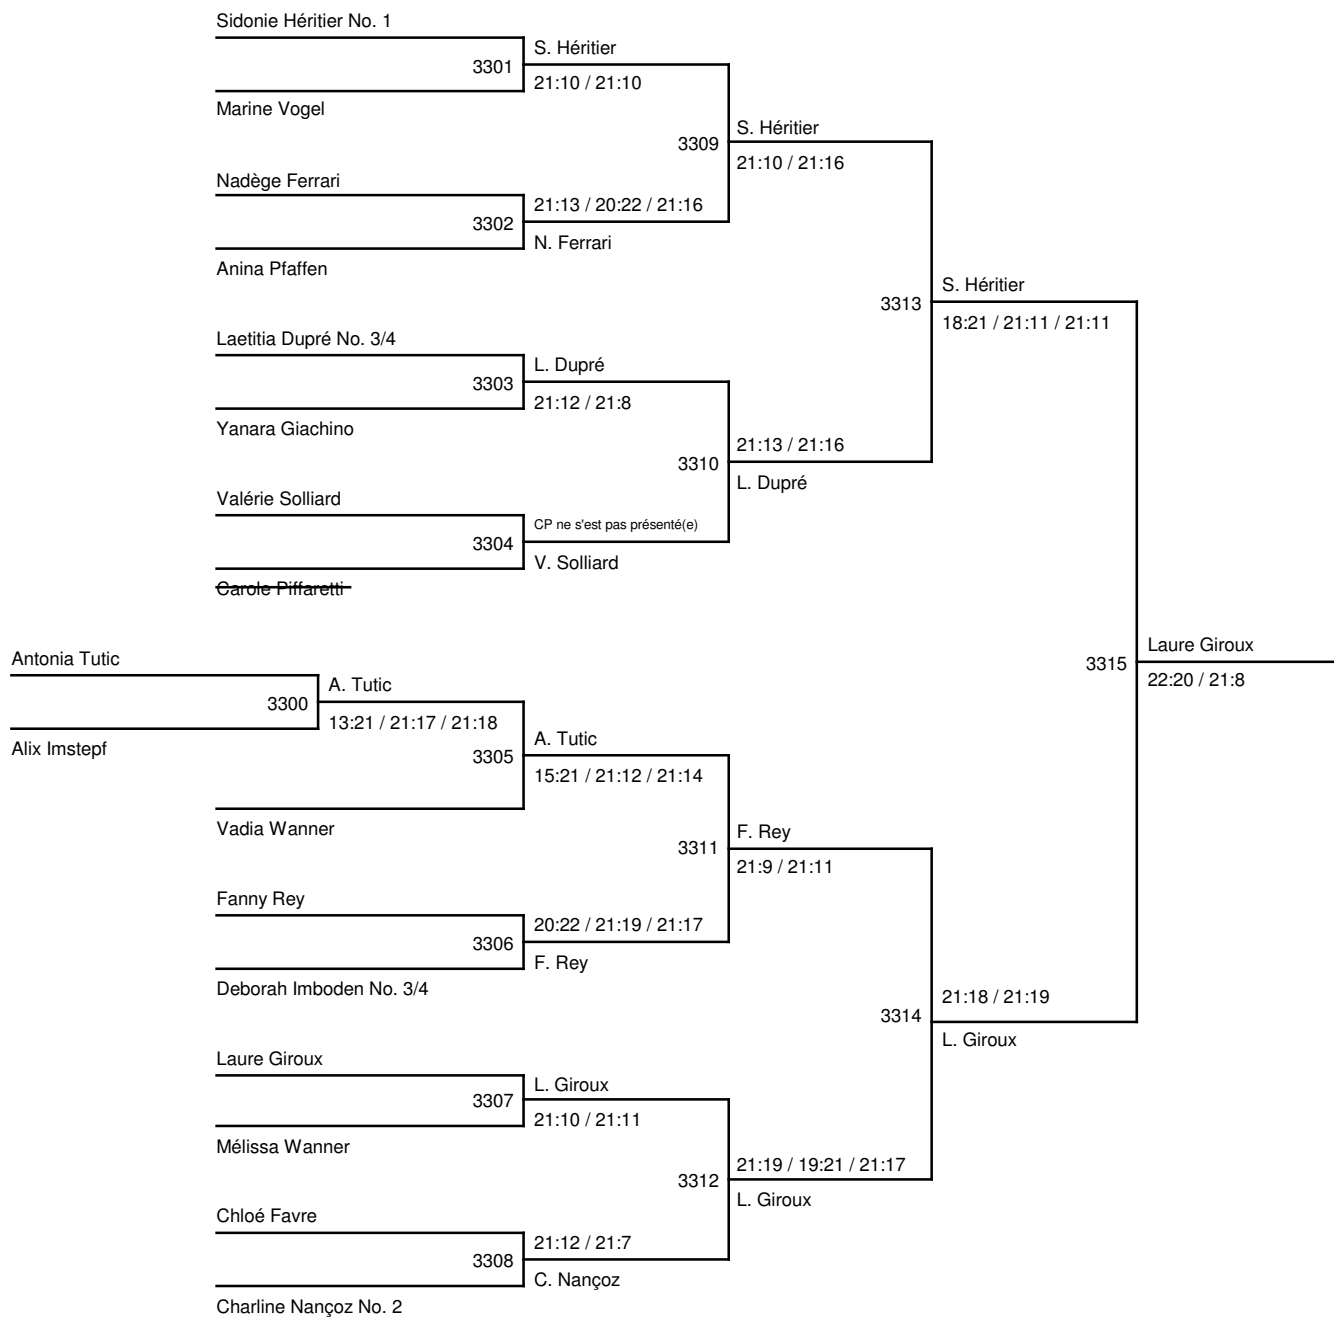 Sidonie Héritier No. 1
S. Héritier
3301
21:10 / 21:10
Marine Vogel
S. Héritier
3309
21:10 / 21:16
Nadège Ferrari
21:13 / 20:22 / 21:16
3302
N. Ferrari
Anina Pfaffen
S. Héritier
3313
18:21 / 21:11 / 21:11
Laetitia Dupré No. 3/4
L. Dupré
3303
21:12 / 21:8
Yanara Giachino
21:13 / 21:16
3310
L. Dupré
Valérie Solliard
CP ne s'est pas présenté(e)
3304
V. Solliard
Carole Piffaretti
Laure Giroux
3315
22:20 / 21:8
Antonia Tutic
A. Tutic
3300
13:21 / 21:17 / 21:18
Alix Imstepf
A. Tutic
3305
15:21 / 21:12 / 21:14
Vadia Wanner
F. Rey
3311
21:9 / 21:11
Fanny Rey
20:22 / 21:19 / 21:17
3306
F. Rey
Deborah Imboden No. 3/4
21:18 / 21:19
3314
L. Giroux
Laure Giroux
L. Giroux
3307
21:10 / 21:11
Mélissa Wanner
21:19 / 19:21 / 21:17
3312
L. Giroux
Chloé Favre
21:12 / 21:7
3308
C. Nançoz
Charline Nançoz No. 2